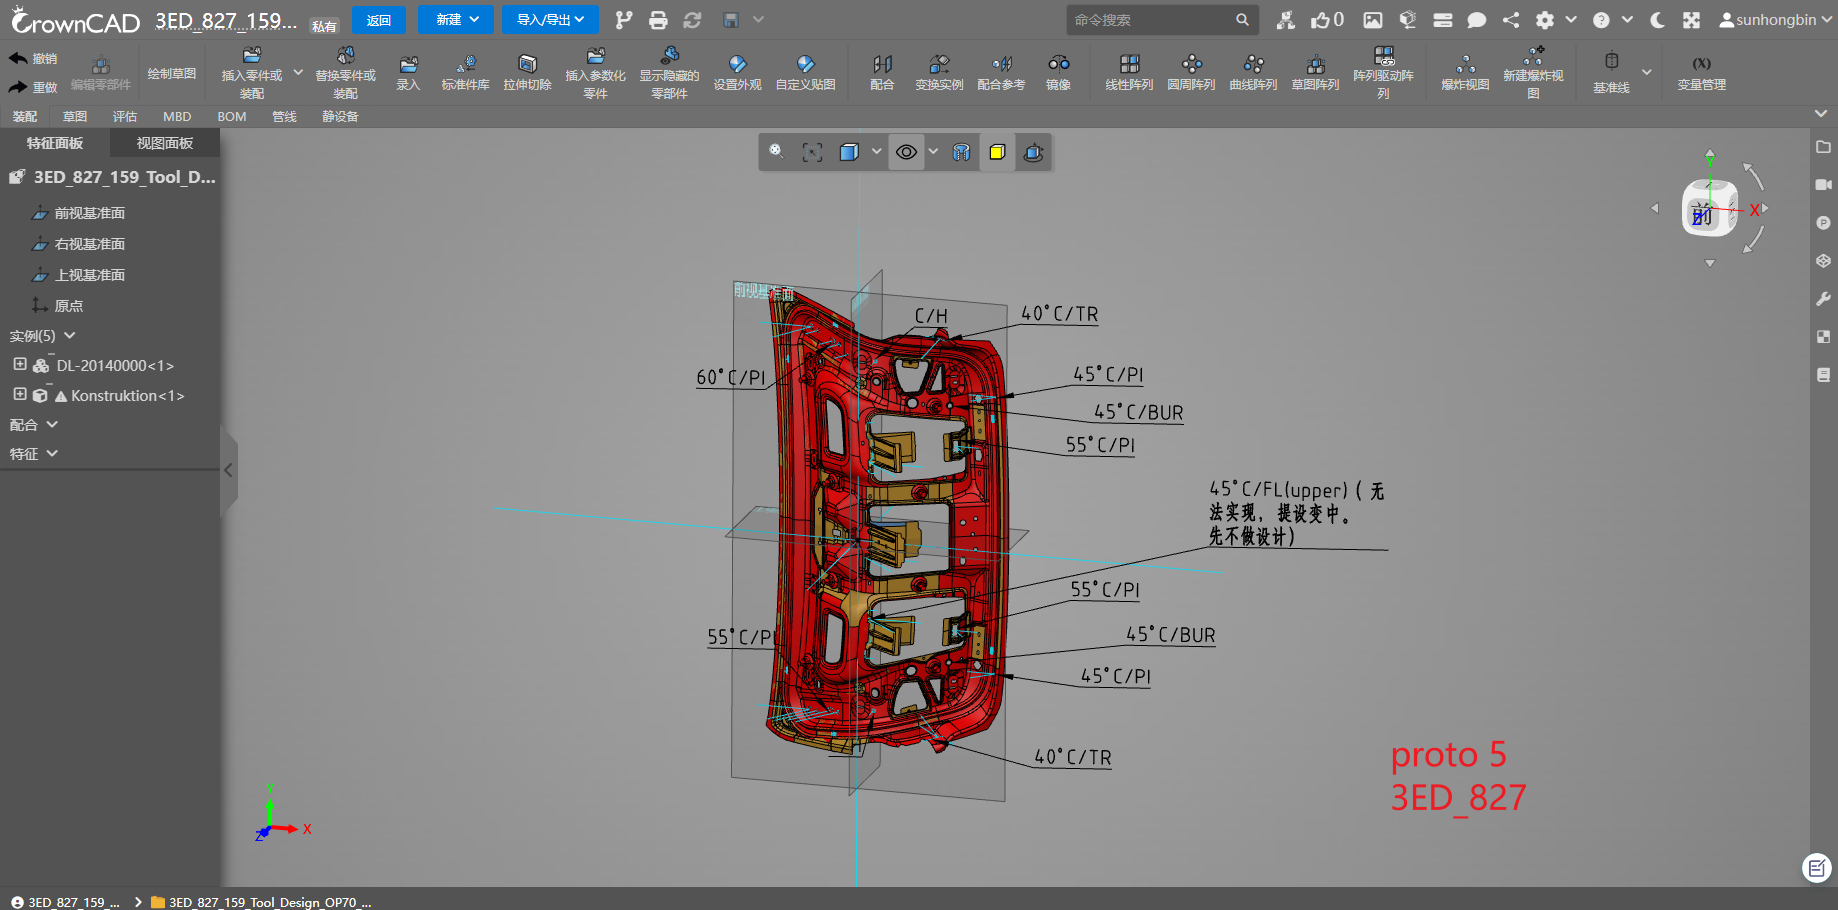 CrownCAD
3ED_827_159...
私有
返回
新建
导入/导出
命令搜索
0
sunhongbin
撤销
重做
编辑零部件
绘制草图
插入零件或
装配
替换零件或
装配
录入
标准件库
拉伸切除
插入参数化
零件
显示隐藏的
零部件
设置外观
自定义贴图
配合
变换实例
配合参考
镜像
线性阵列
圆周阵列
曲线阵列
草图阵列
阵列驱动阵
列
爆炸视图
新建爆炸视
图
基准线
(x)
变量管理
装配
草图
评估
MBD
BOM
管线
静设备
特征面板
视图面板
3ED_827_159_Tool_D...
前视基准面
右视基准面
上视基准面
原点
实例(5)
DL-20140000<1>
Konstruktion<1>
配合
特征
Y
前
X
Z
P
前视基准面
C/H
40°C/TR
60°C/PI
45°C/PI
45°C/BUR
55°C/PI
45°C/FL(upper)(无
法实现，提设变中。
先不做设计)
55°C/PI
55°C/PI
45°C/BUR
45°C/PI
40°C/TR
proto 5
3ED_827
Y
X
Z
3ED_827_159_...
3ED_827_159_Tool_Design_OP70_...